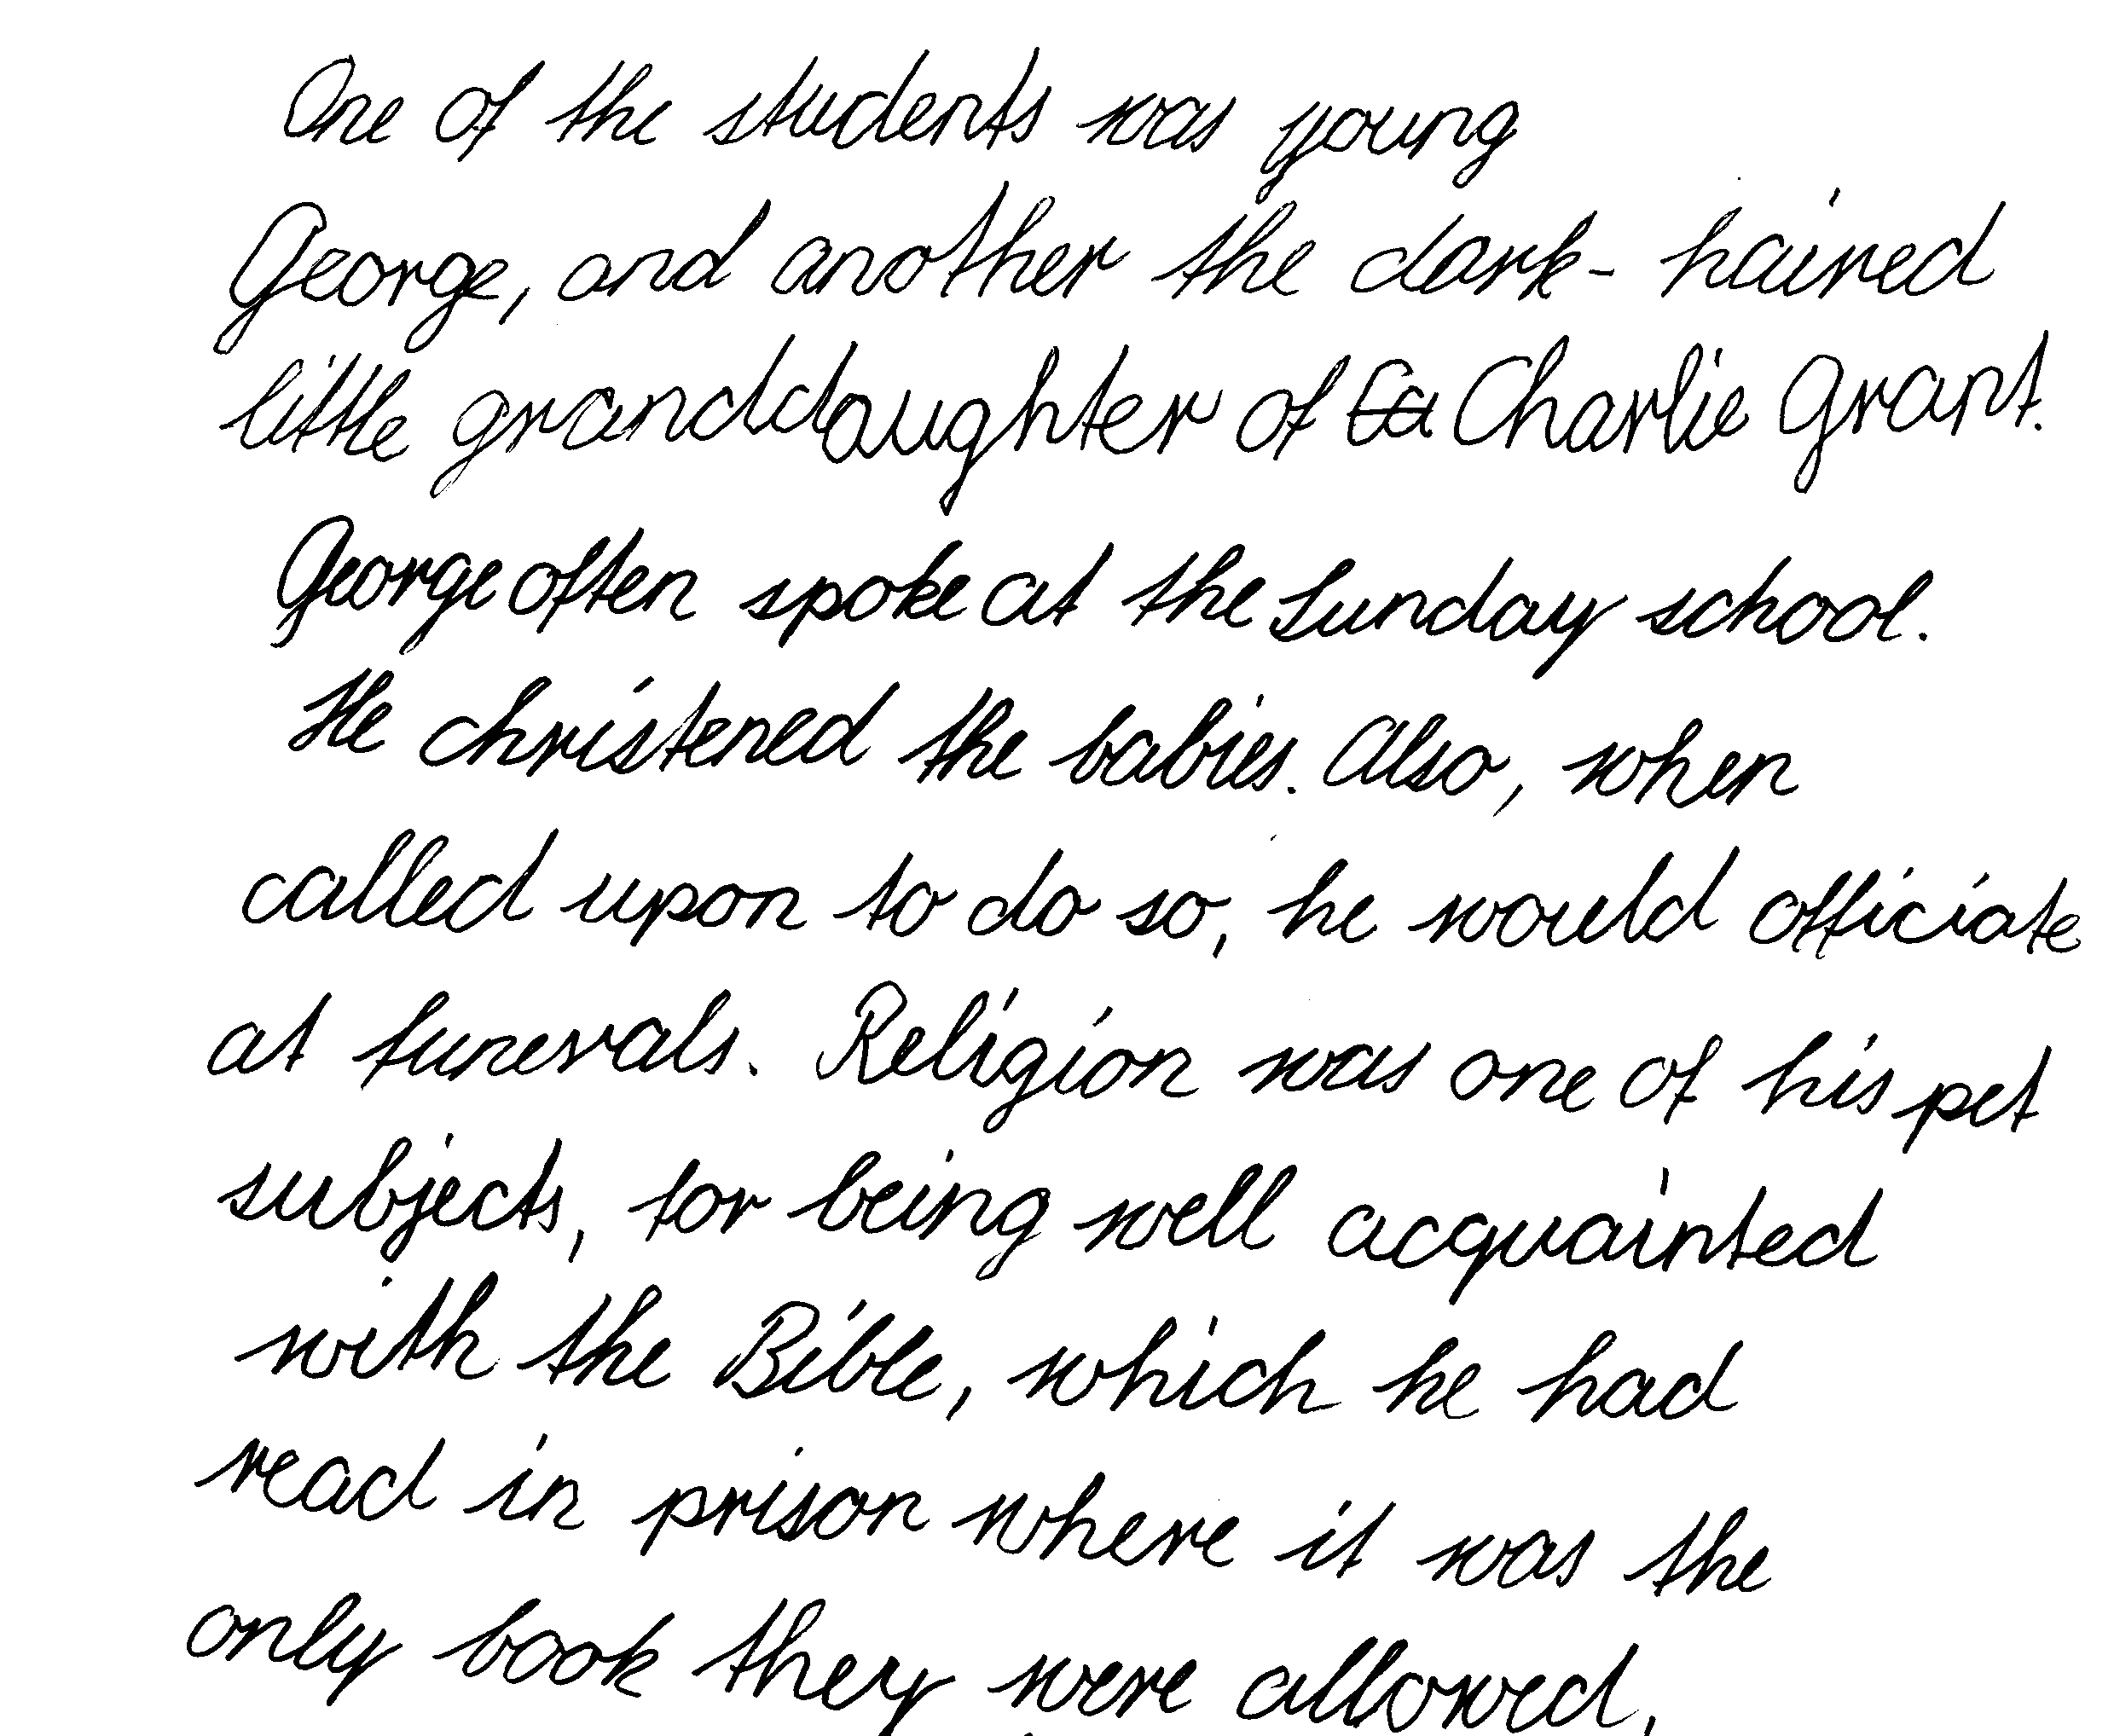 One of the students was young
George, and another the dark- haired
little granddaughter of Ca Charlie Grant.
George often spoke at the Sunday school.
He christened the babies. Also, when
called upon to do so, he would officiate
at funerals. Religion was one of his pet
subjects, for being well acquainted
with the Bible, which he had
read in prison where it was the
only book they were allowed,